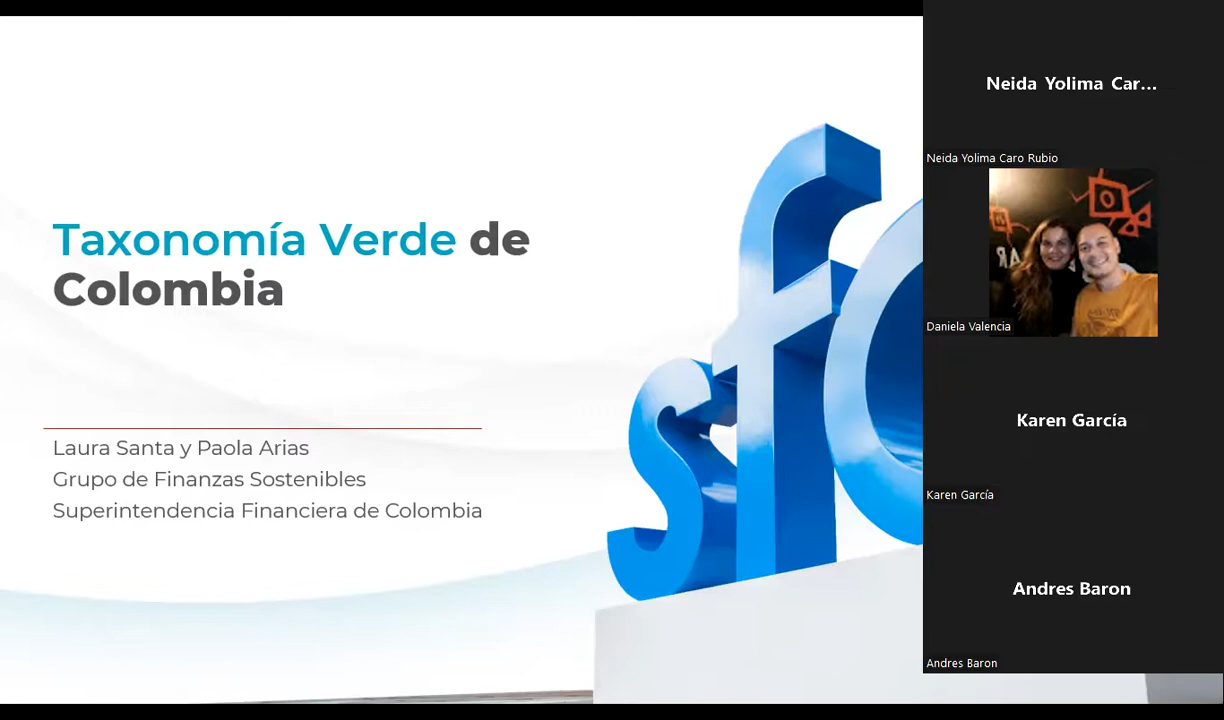 Taxonomía Verde de
Colombia
Laura Santa y Paola Arias
Grupo de Finanzas Sostenibles
Superintendencia Financiera de Colombia
sfc
Neida Yolima Car...
Neida Yolima Caro Rubio
Daniela Valencia
Karen García
Karen García
Andres Baron
Andres Baron